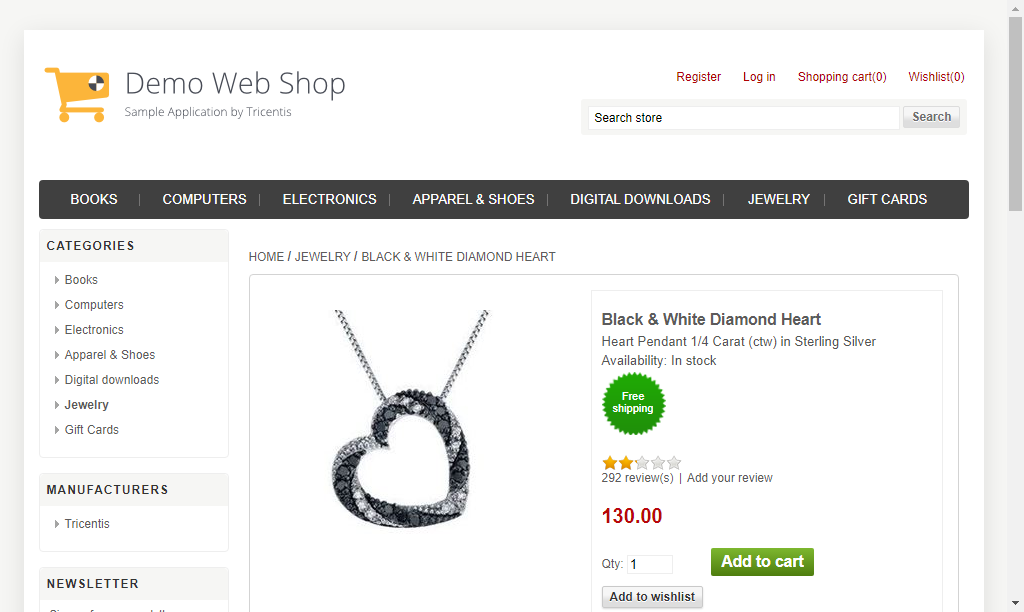 Demo Web Shop
Sample Application by Tricentis
Register Log in Shopping cart(0) Wishlist(0)
Search store Search
BOOKS | COMPUTERS | ELECTRONICS | APPAREL & SHOES | DIGITAL DOWNLOADS | JEWELRY | GIFT CARDS
CATEGORIES
Books
Computers
Electronics
Apparel & Shoes
Digital downloads
Jewelry
Gift Cards
MANUFACTURERS
Tricentis
NEWSLETTER
HOME / JEWELRY / BLACK & WHITE DIAMOND HEART
Black & White Diamond Heart
Heart Pendant 1/4 Carat (ctw) in Sterling Silver
Availability: In stock
Free
shipping
292 review(s) | Add your review
130.00
Qty: 1 Add to cart
Add to wishlist